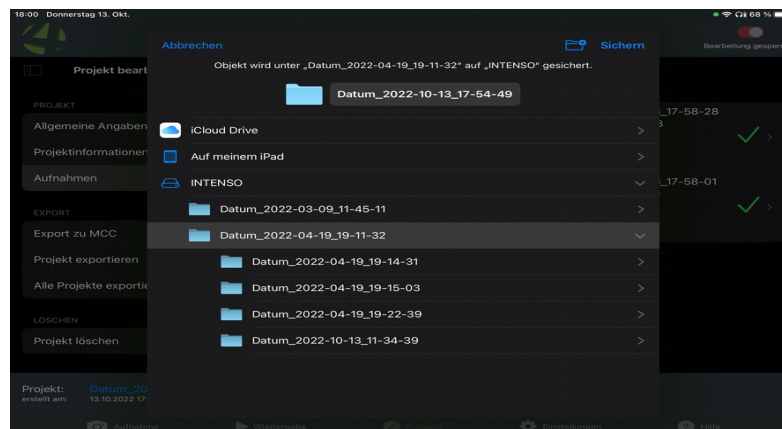 18:00 Donnerstag 13. Okt.
68 %
Abbrechen
Sichern
Bearbeitung gesperr
Projekt bearl
Objekt wird unter „Datum_2022-04-19_19-11-32“ auf „INTENSO“ gesichert.
Datum_2022-10-13_17-54-49
PROJEKT
Allgemeine Angaben
Projektinformationen
Aufnahmen
EXPORT
Export zu MCC
Projekt exportieren
Alle Projekte exportie
LÖSCHEN
Projekt löschen
iCloud Drive
Auf meinem iPad
INTENSO
Datum_2022-03-09_11-45-11
Datum_2022-04-19_19-11-32
Datum_2022-04-19_19-14-31
Datum_2022-04-19_19-15-03
Datum_2022-04-19_19-22-39
Datum_2022-10-13_11-34-39
_17-58-28
3
_17-58-01
Projekt: Datum_20
erstellt am: 13.10.2022 17:
Aufnahme
Wiedergabe
Projekte
Einstellungen
Hilfe